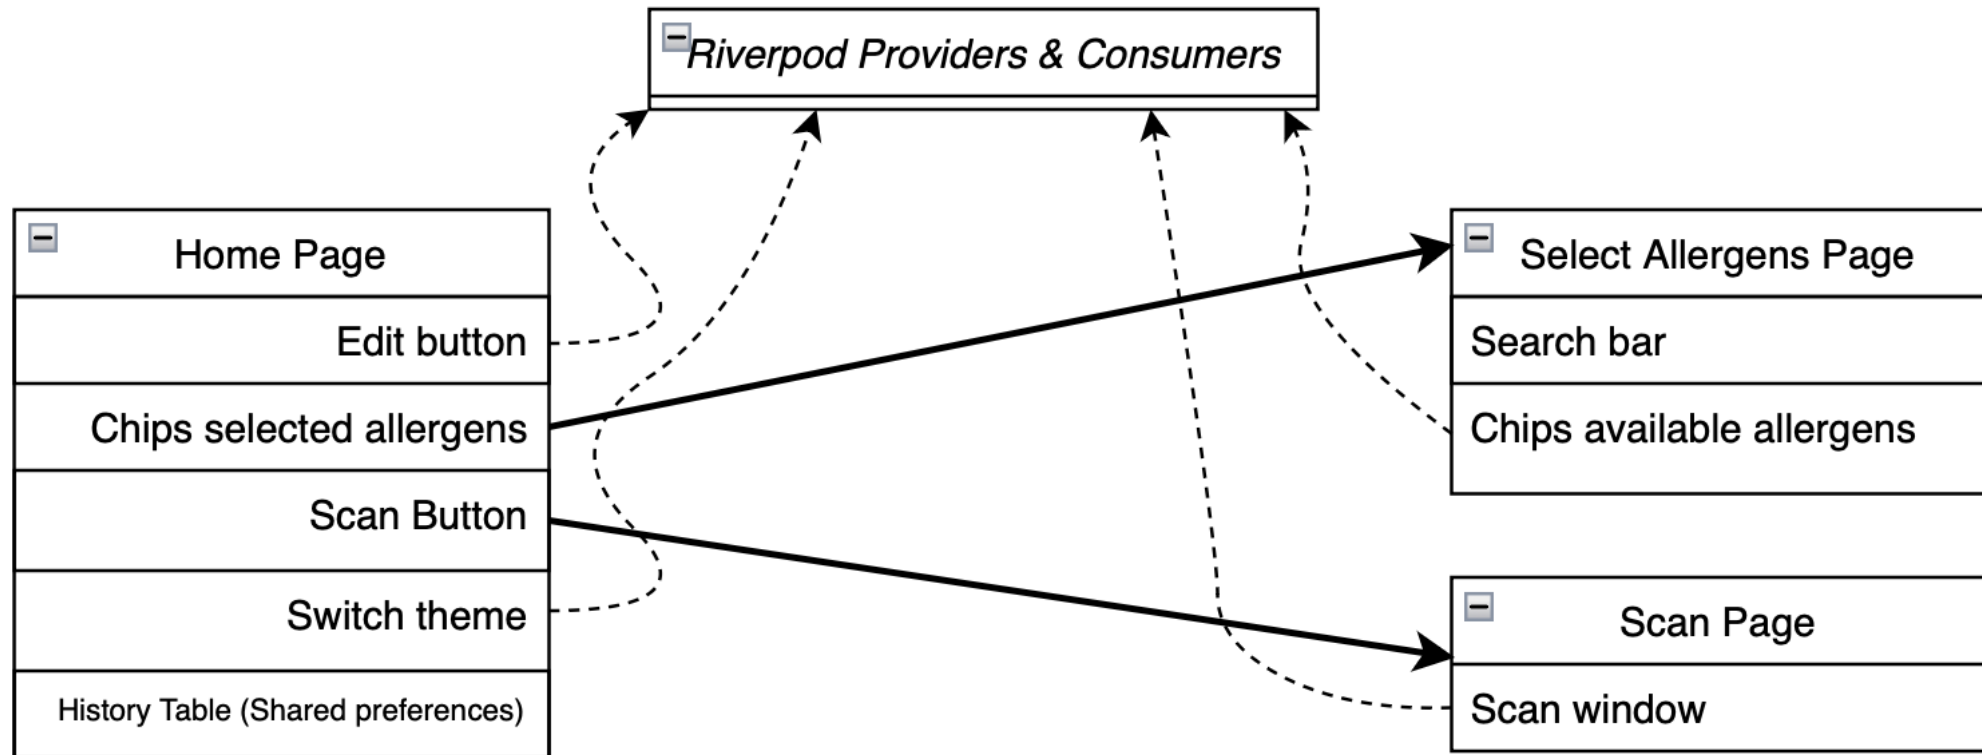 Riverpod Providers & Consumers
Home Page
Edit button
Chips selected allergens
Scan Button
Switch theme
History Table (Shared preferences)
Select Allergens Page
Search bar
Chips available allergens
Scan Page
Scan window